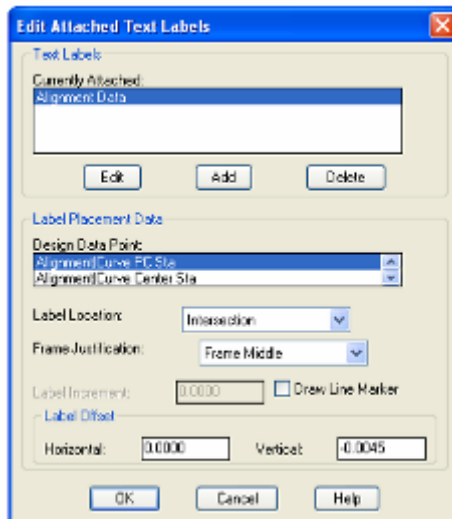 Edit Attached Text Labels
Text Labels
Currently Attached:
Alignment Data
Edit Add Delete
Label Placement Data
Design Data Point:
Alignment|Curve PC Sta
Alignment|Curve Center Sta
Label Location: Intersection
Frame Justification: Frame Middle
Label Increment: 0.0000 Draw Line Marker
Label Offset
Horizontal: 0.0000 Vertical: -0.0045
OK Cancel Help